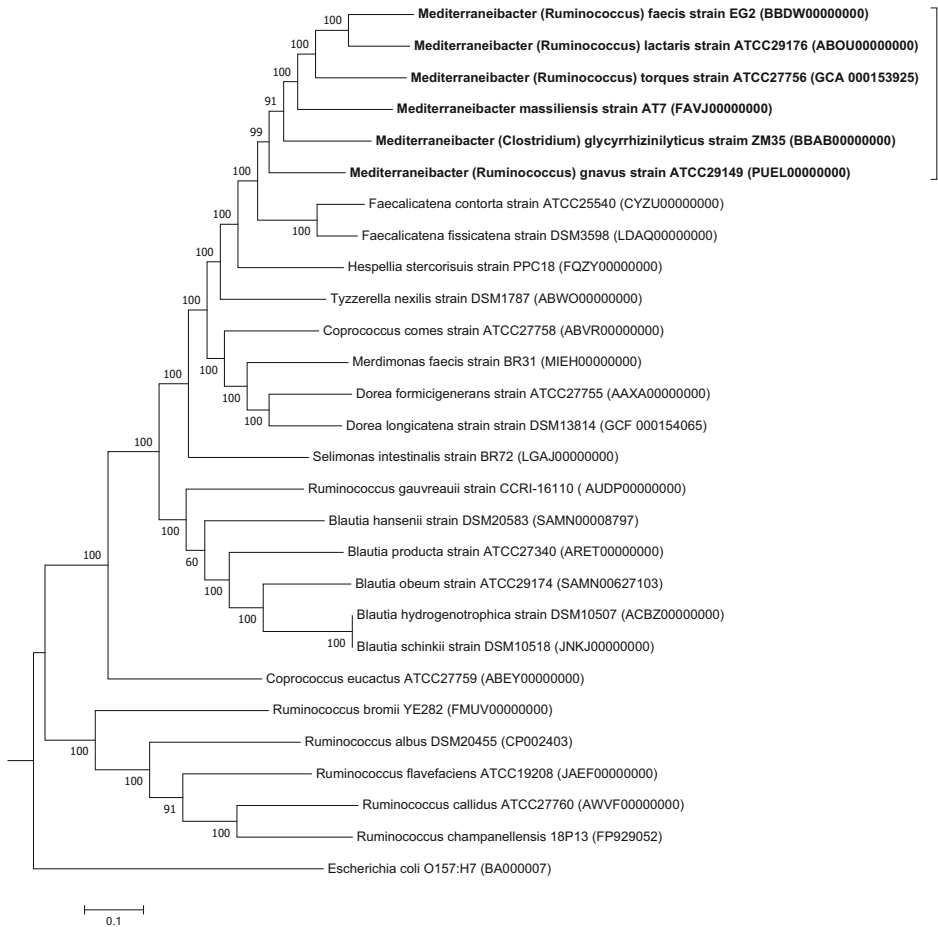 100
Mediterraneibacter (Ruminococcus) faecis strain EG2 (BBDW00000000)
100
Mediterraneibacter (Ruminococcus) lactaris strain ATCC29176 (ABOU00000000)
100
Mediterraneibacter (Ruminococcus) torques strain ATCC27756 (GCA 000153925)
91
Mediterraneibacter massiliensis strain AT7 (FAVJ00000000)
99
Mediterraneibacter (Clostridium) glycyrrhizinilyticus straim ZM35 (BBAB00000000)
100
Mediterraneibacter (Ruminococcus) gnavus strain ATCC29149 (PUEL00000000)
Faecalicatena contorta strain ATCC25540 (CYZU00000000)
100
100
Faecalicatena fissicatena strain DSM3598 (LDAQ00000000)
100
Hespellia stercorisuis strain PPC18 (FQZY00000000)
100
Tyzzerella nexilis strain DSM1787 (ABWO00000000)
Coprococcus comes strain ATCC27758 (ABVR00000000)
100
100
Merdimonas faecis strain BR31 (MIEH00000000)
100
Dorea formicigenerans strain ATCC27755 (AAXA00000000)
100
Dorea longicatena strain strain DSM13814 (GCF 000154065)
100
Selimonas intestinalis strain BR72 (LGAJ00000000)
Ruminococcus gauvreauii strain CCRI-16110 ( AUDP00000000)
100
Blautia hansenii strain DSM20583 (SAMN00008797)
60
100
Blautia producta strain ATCC27340 (ARET00000000)
100
Blautia obeum strain ATCC29174 (SAMN00627103)
100
Blautia hydrogenotrophica strain DSM10507 (ACBZ00000000)
100
Blautia schinkii strain DSM10518 (JNKJ00000000)
Coprococcus eucactus ATCC27759 (ABEY00000000)
Ruminococcus bromii YE282 (FMUV00000000)
100
Ruminococcus albus DSM20455 (CP002403)
100
Ruminococcus flavefaciens ATCC19208 (JAEF00000000)
91
Ruminococcus callidus ATCC27760 (AWVF00000000)
100
Ruminococcus champanellensis 18P13 (FP929052)
Escherichia coli O157:H7 (BA000007)
0.1